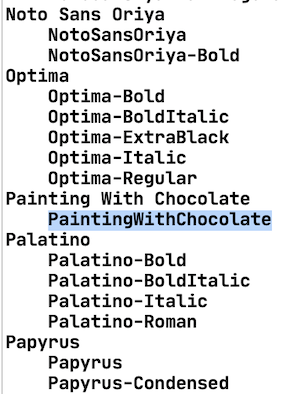 Noto Sans Oriya
NotoSansOriya
NotoSansOriya-Bold
Optima
Optima-Bold
Optima-BoldItalic
Optima-ExtraBlack
Optima-Italic
Optima-Regular
Painting With Chocolate
PaintingWithChocolate
Palatino
Palatino-Bold
Palatino-BoldItalic
Palatino-Italic
Palatino-Roman
Papyrus
Papyrus
Papyrus-Condensed